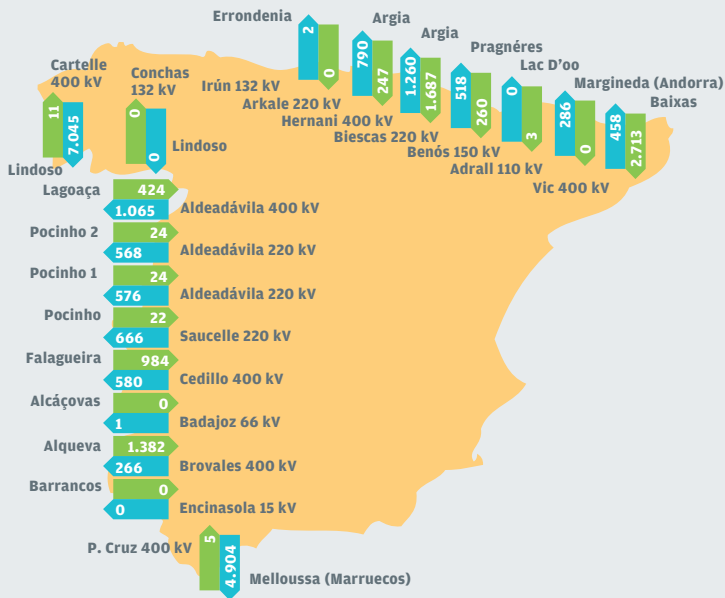 Errondenia
2
0
Irún 132 kV
Argia
790
247
Arkale 220 kV
Argia
1.260
1.687
Hernani 400 kV
Pragnéres
518
260
Biescas 220 kV
Lac D'oo
0
3
Benós 150 kV
Margineda (Andorra)
286
0
Adrall 110 kV
Baixas
458
2.713
Vic 400 kV
Cartelle
400 kV
11
7.045
Lindoso
Conchas
132 kV
0
0
Lindoso
Lagoaça
424
1.065
Aldeadávila 400 kV
Pocinho 2
24
568
Aldeadávila 220 kV
Pocinho 1
24
576
Aldeadávila 220 kV
Pocinho
22
666
Saucelle 220 kV
Falagueira
984
580
Cedillo 400 kV
Alcáçovas
0
1
Badajoz 66 kV
Alqueva
1.382
266
Brovales 400 kV
Barrancos
0
0
Encinasola 15 kV
P. Cruz 400 kV
5
4.904
Melloussa (Marruecos)